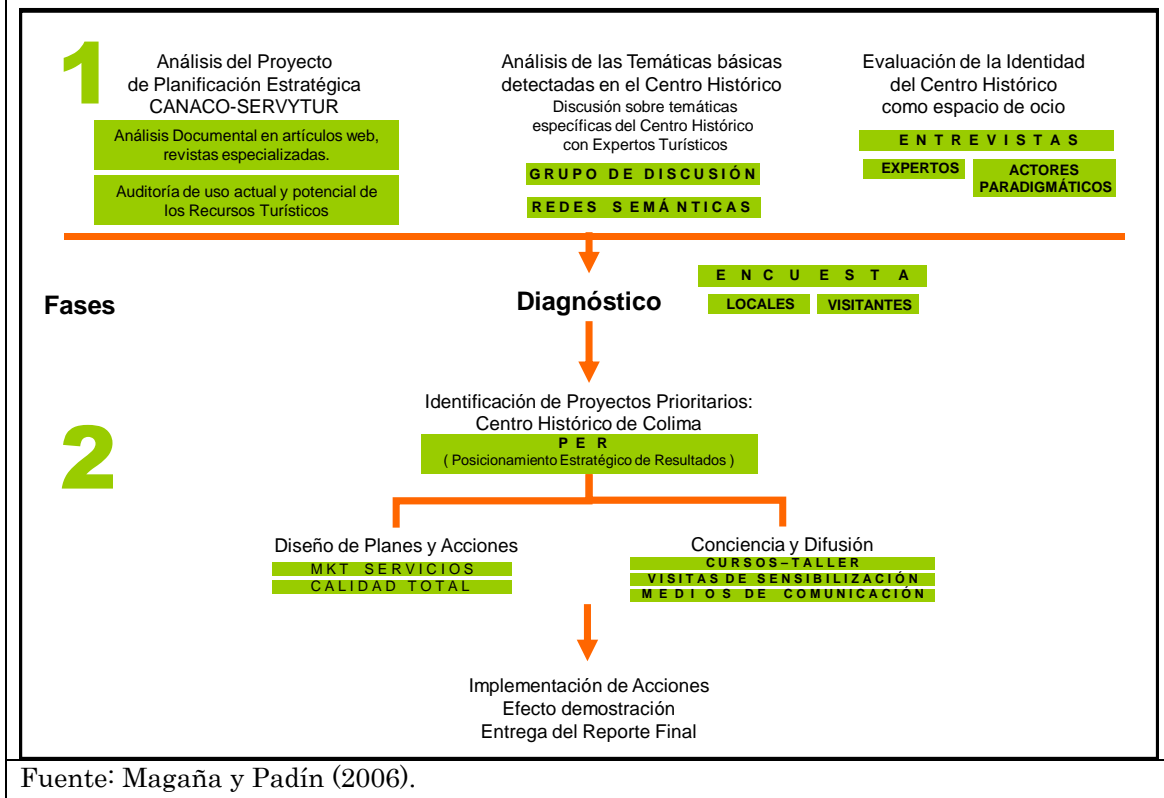 1
Análisis del Proyecto
de Planificación Estratégica
CANACO-SERVYTUR
Análisis Documental en artículos web,
revistas especializadas.
Auditoría de uso actual y potencial de
los Recursos Turísticos
Análisis de las Temáticas básicas
detectadas en el Centro Histórico
Discusión sobre temáticas
específicas del Centro Histórico
con Expertos Turísticos
GRUPO DE DISCUSIÓN
REDES SEMÁNTICAS
Evaluación de la Identidad
del Centro Histórico
como espacio de ocio
ENTREVISTAS
EXPERTOS
ACTORES
PARADIGMÁTICOS
Fases
Diagnóstico
ENCUESTA
LOCALES
VISITANTES
2
Identificación de Proyectos Prioritarios:
Centro Histórico de Colima
PER
( Posicionamiento Estratégico de Resultados )
Diseño de Planes y Acciones
MKT SERVICIOS
CALIDAD TOTAL
Conciencia y Difusión
CURSOS–TALLER
VISITAS DE SENSIBILIZACIÓN
MEDIOS DE COMUNICACIÓN
Implementación de Acciones
Efecto demostración
Entrega del Reporte Final
Fuente: Magaña y Padín (2006).